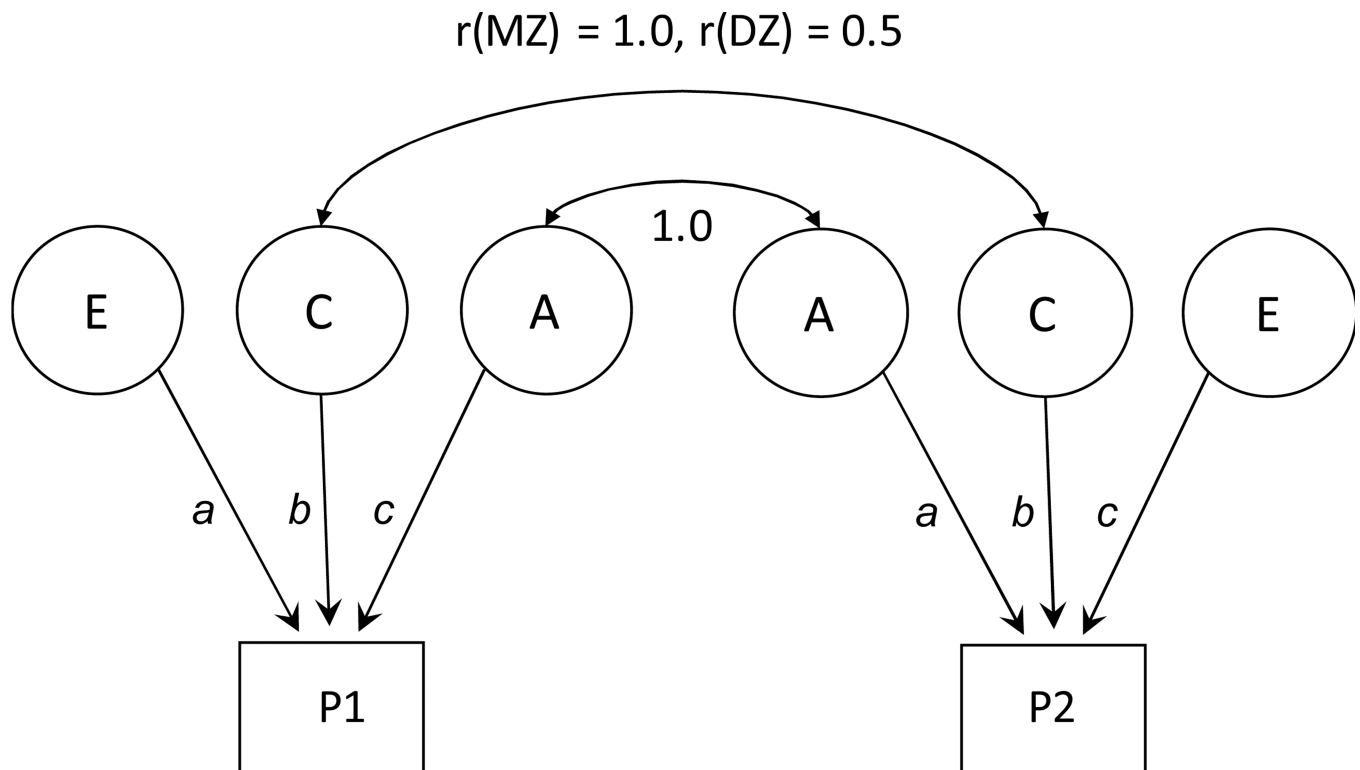 r(MZ) = 1.0, r(DZ) = 0.5
1.0
E C A A C E
a b c a b c
P1 P2